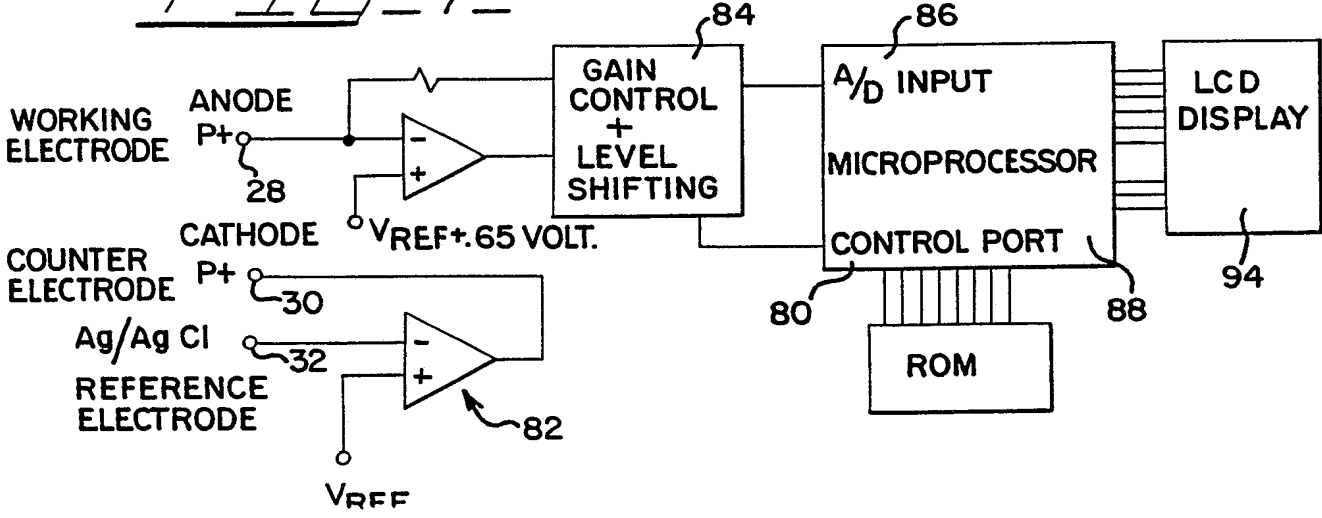 84
86
GAIN
CONTROL
+
LEVEL
SHIFTING
A/D INPUT
MICROPROCESSOR
CONTROL PORT
LCD
DISPLAY
ANODE
WORKING
ELECTRODE
P+
28
-
+
VREF+.65 VOLT.
CATHODE
COUNTER
ELECTRODE
P+
30
Ag/Ag Cl
32
REFERENCE
ELECTRODE
-
+
82
VREF
80
88
94
ROM